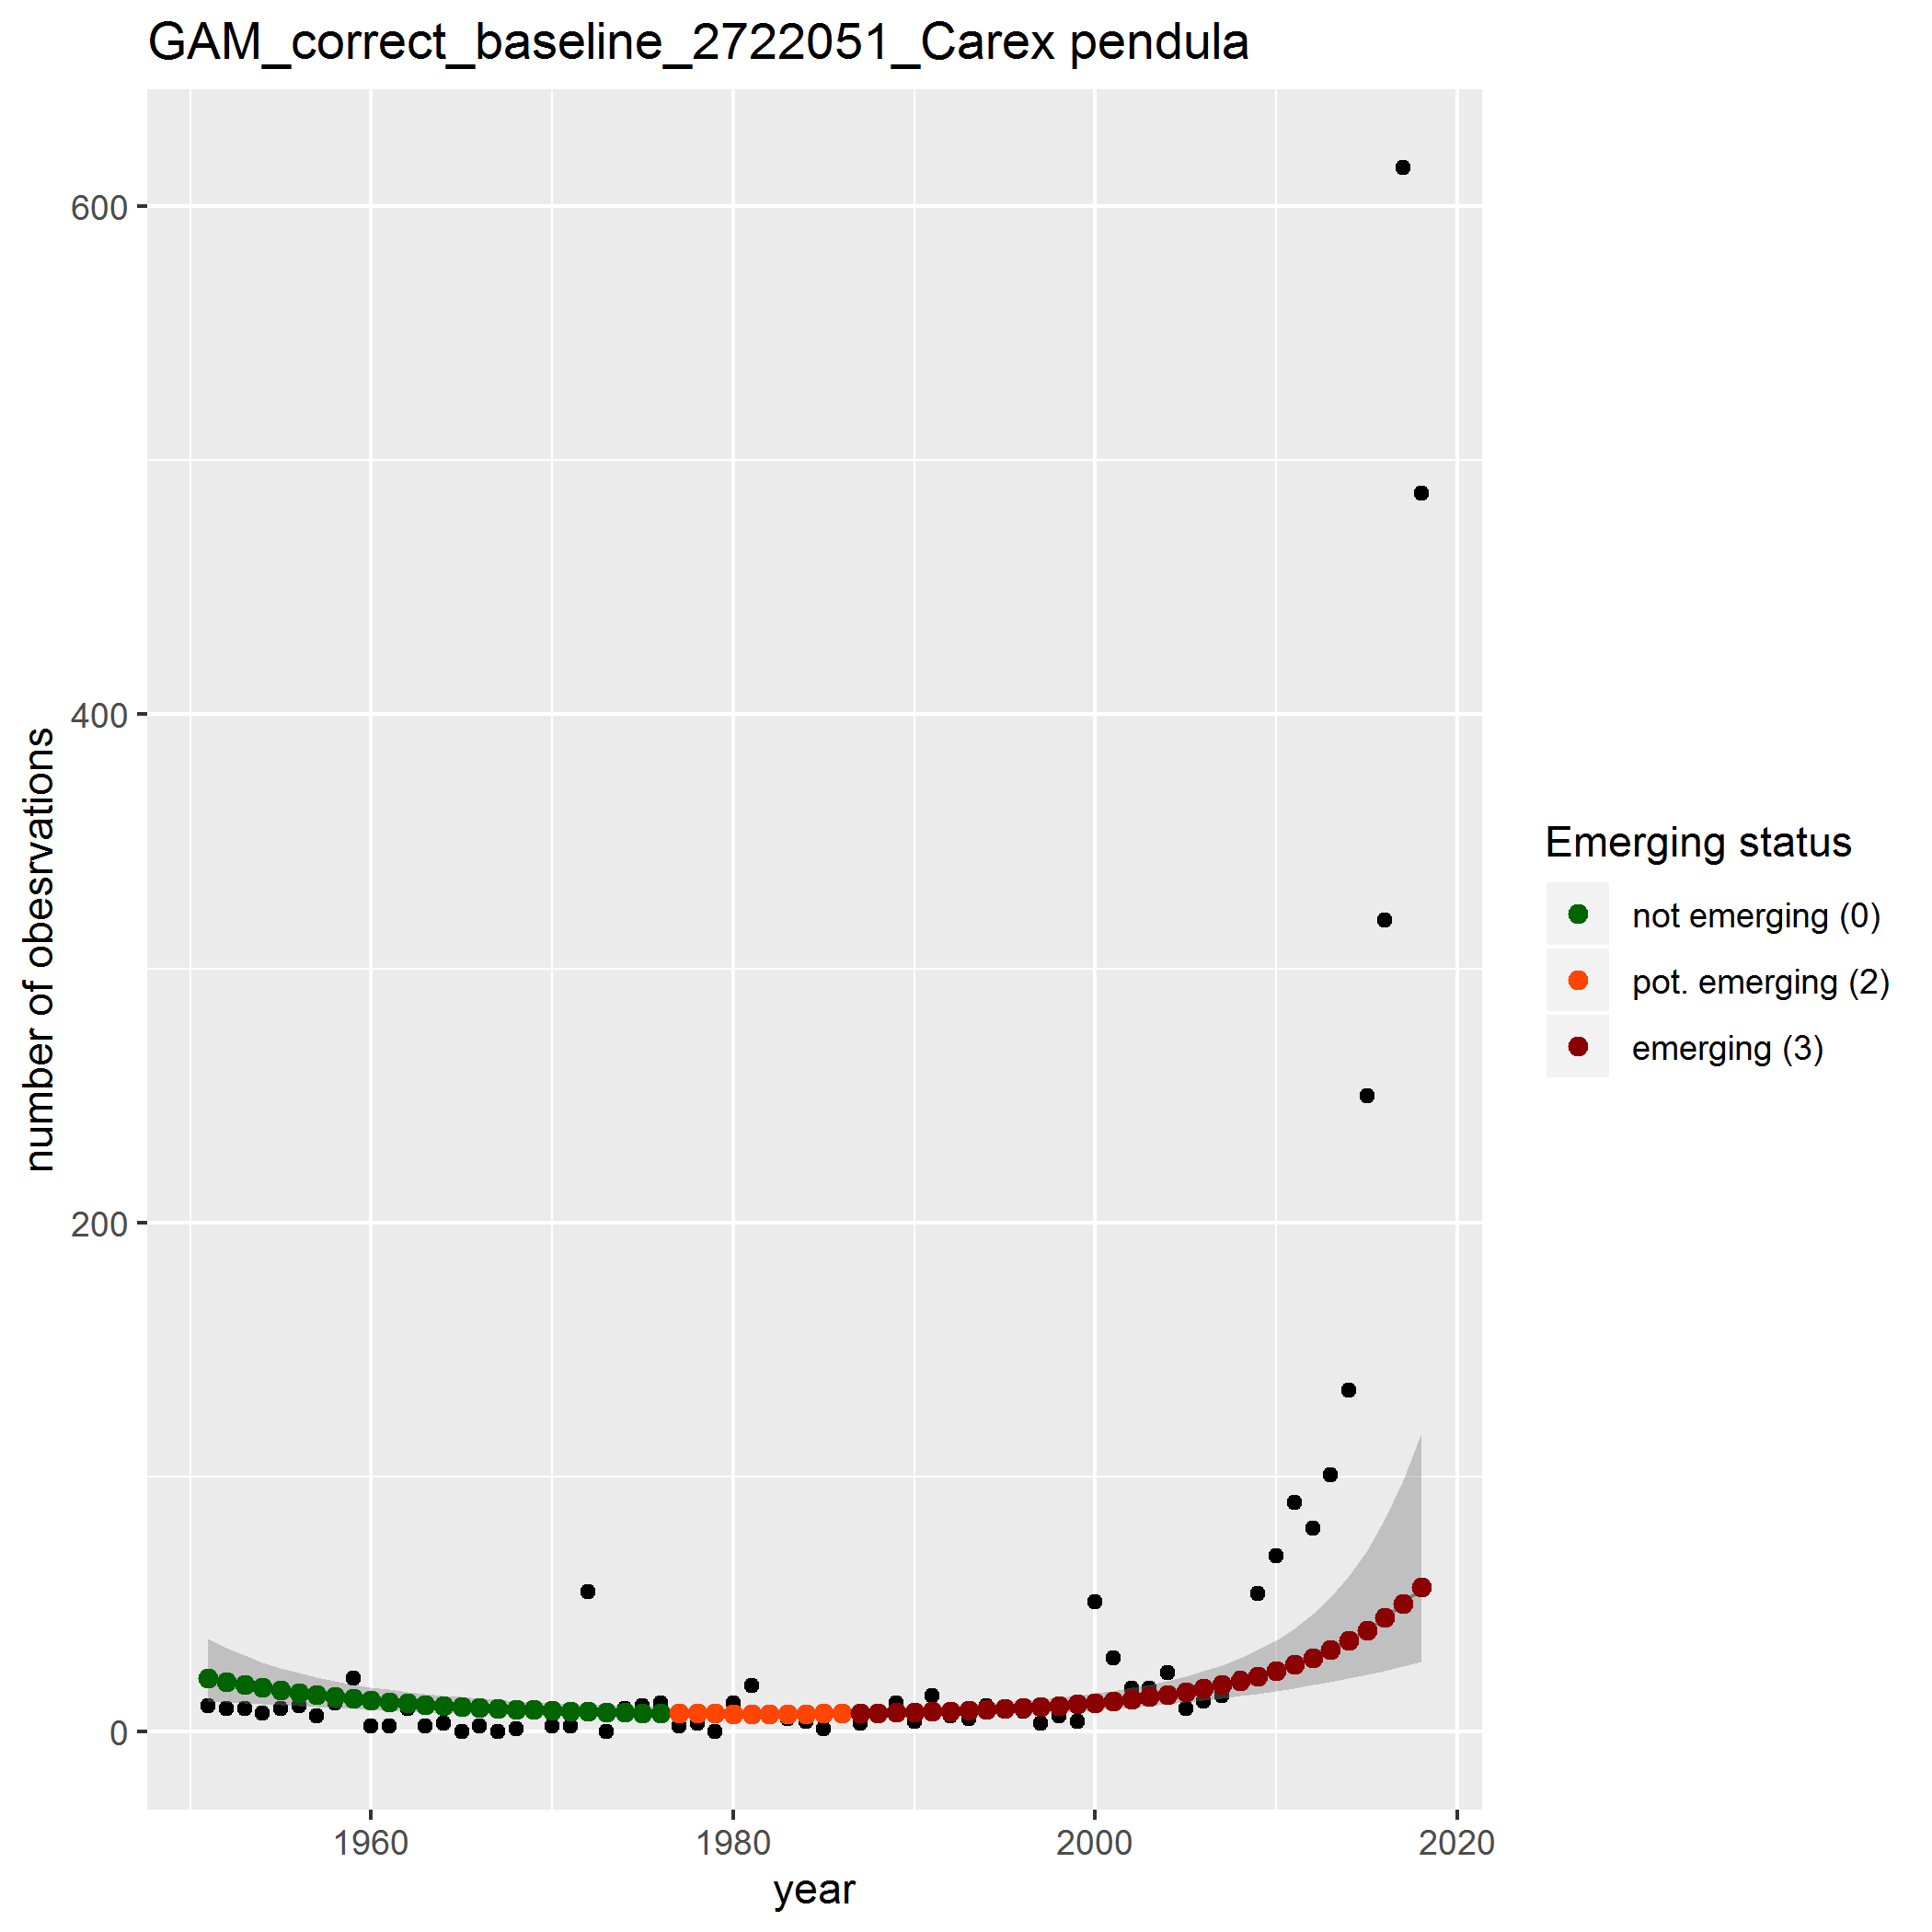 GAM_correct_baseline_2722051_Carex pendula
600
400
200
0
number of obesrvations
1960
1980
2000
2020
year
Emerging status
not emerging (0)
pot. emerging (2)
emerging (3)